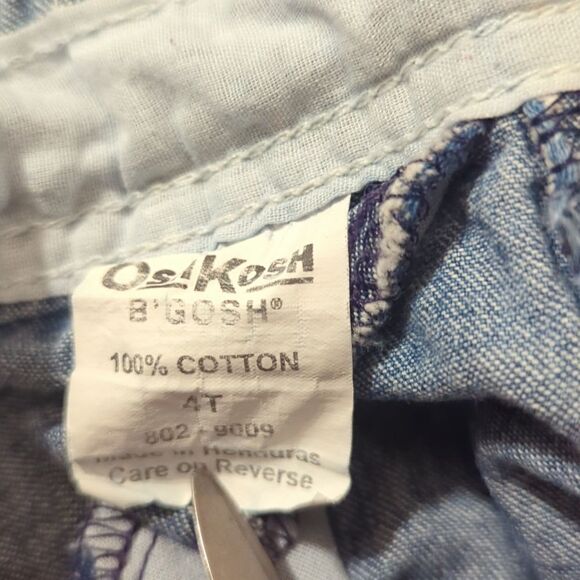 OshKosh
B'GOSH®
100% COTTON
4T
802-9009
Made in Honduras
Care on Reverse